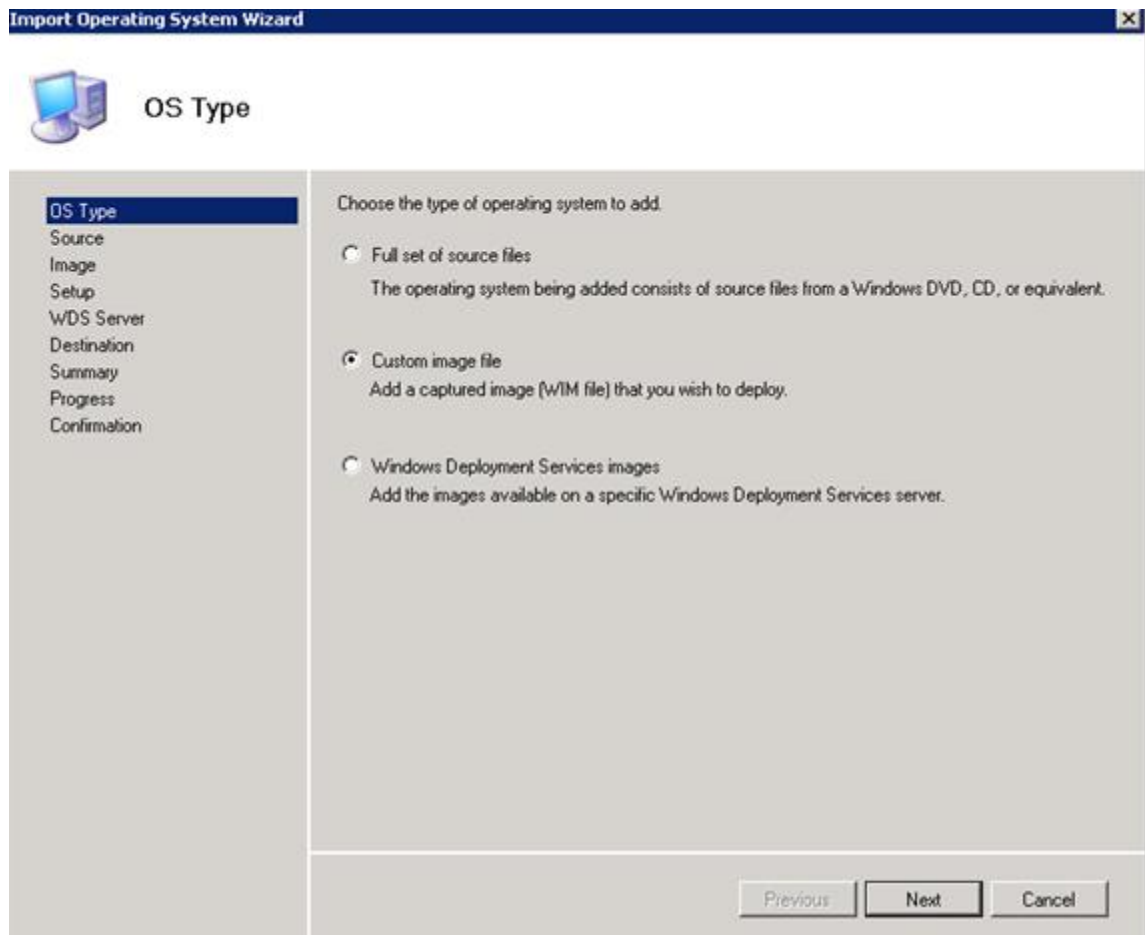 Import Operating System Wizard
OS Type
OS Type
Source
Image
Setup
WDS Server
Destination
Summary
Progress
Confirmation
Choose the type of operating system to add.
Full set of source files
The operating system being added consists of source files from a Windows DVD, CD, or equivalent.
Custom image file
Add a captured image (WIM file) that you wish to deploy.
Windows Deployment Services images
Add the images available on a specific Windows Deployment Services server.
Previous Next Cancel